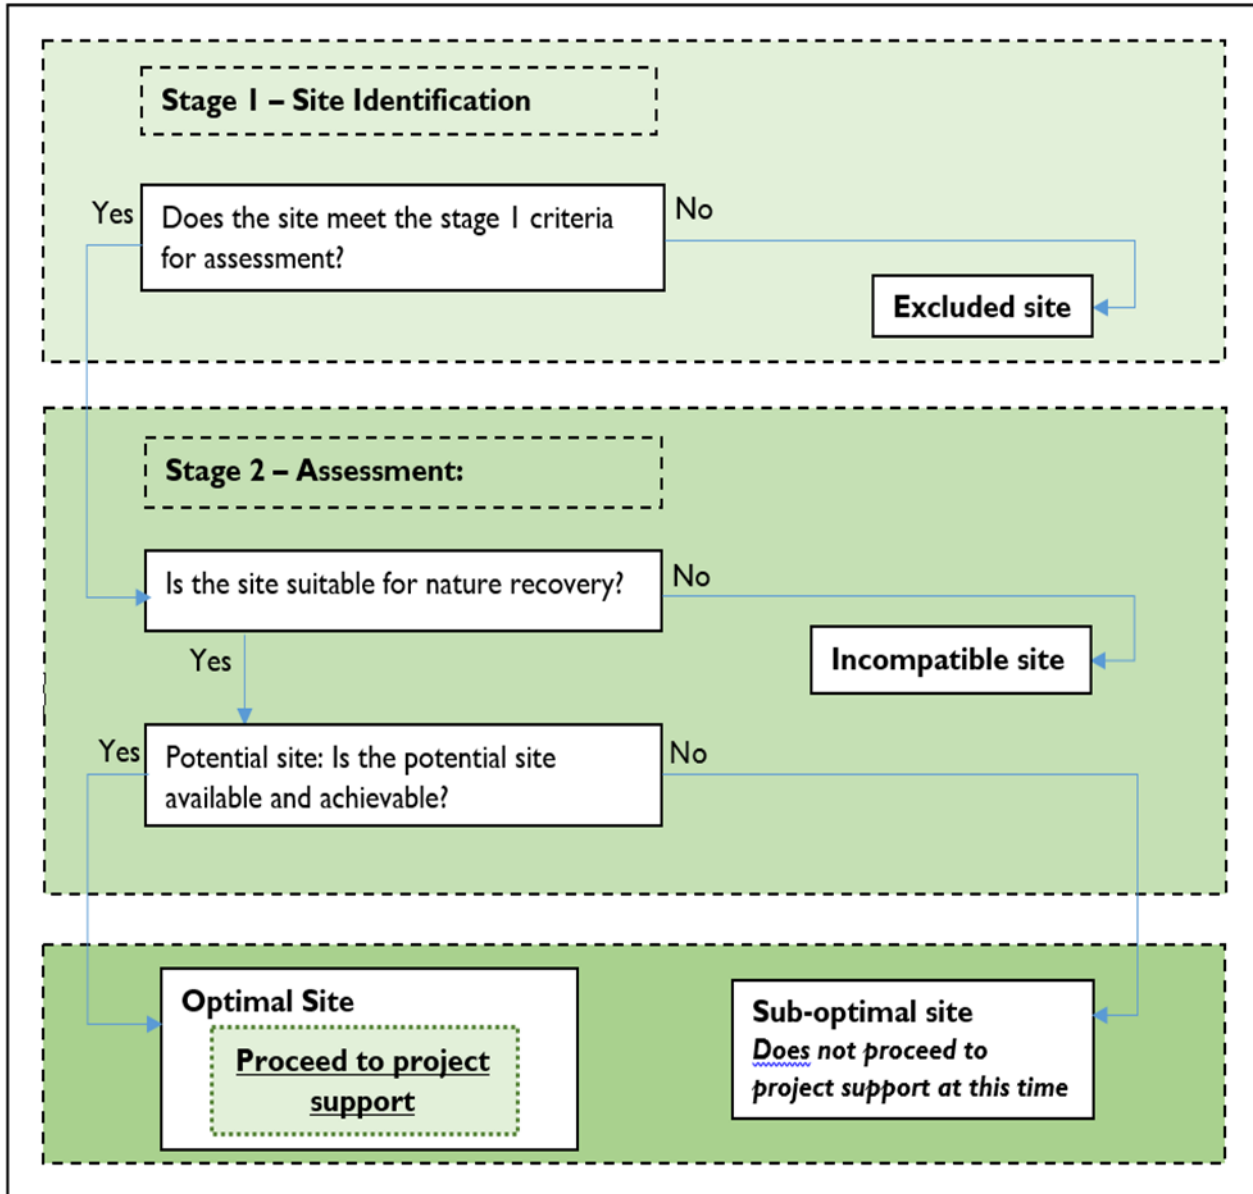 Stage 1 – Site Identification
Yes
Does the site meet the stage 1 criteria
for assessment?
No
Excluded site
Stage 2 – Assessment:
Is the site suitable for nature recovery?
No
Incompatible site
Yes
Yes
Potential site: Is the potential site
available and achievable?
No
Optimal Site
Proceed to project
support
Sub-optimal site
Does not proceed to
project support at this time